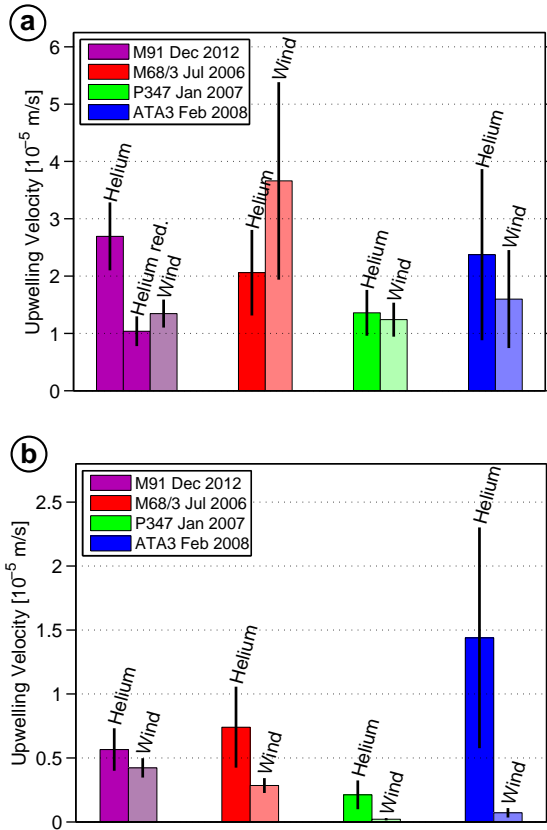 a
Upwelling Velocity [10⁻⁵ m/s]
6
5
4
3
2
1
0
M91 Dec 2012
M68/3 Jul 2006
P347 Jan 2007
ATA3 Feb 2008
Helium
Helium red.
Wind
Helium
Wind
Helium
Wind
Helium
Wind
b
Upwelling Velocity [10⁻⁵ m/s]
2.5
2
1.5
1
0.5
0
M91 Dec 2012
M68/3 Jul 2006
P347 Jan 2007
ATA3 Feb 2008
Helium
Wind
Helium
Wind
Helium
Wind
Helium
Wind